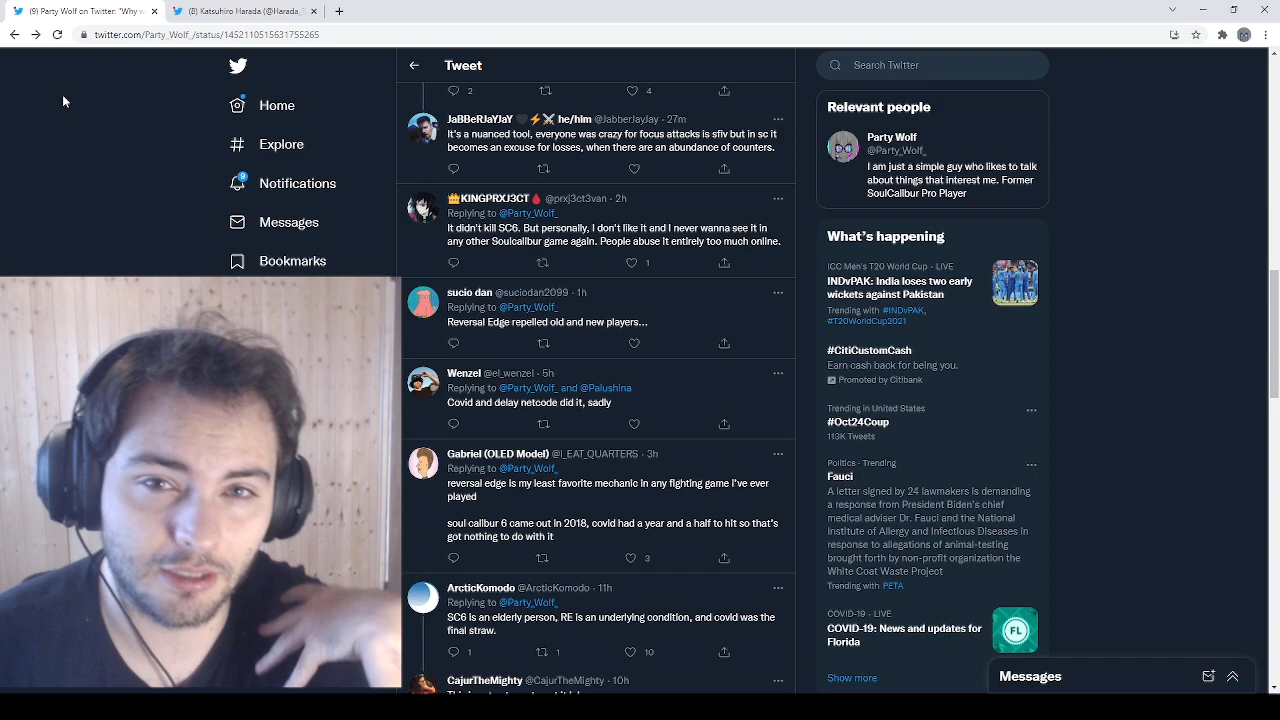 (9) Party Wolf on Twitter: "Why w
(8) Katsuhiro Harada (@Harada_T
twitter.com/Party_Wolf_/status/1452110515631755265
Home
Explore
9
Notifications
Messages
Bookmarks
Tweet
2
4
JaBBeRJaYJaY 🖤⚡⚔️ he/him @JabberJayJay · 27m
It's a nuanced tool, everyone was crazy for focus attacks is sfiv but in sc it
becomes an excuse for losses, when there are an abundance of counters.
👑KINGPRXJ3CT🩸 @prxj3ct3van · 2h
Replying to @Party_Wolf_
It didn't kill SC6. But personally, I don't like it and I never wanna see it in
any other Soulcalibur game again. People abuse it entirely too much online.
1
sucio dan @suciodan2099 · 1h
Replying to @Party_Wolf_
Reversal Edge repelled old and new players...
Wenzel @el_wenzel · 5h
Replying to @Party_Wolf_ and @Palushina
Covid and delay netcode did it, sadly
Gabriel (OLED Model) @I_EAT_QUARTERS · 3h
Replying to @Party_Wolf_
reversal edge is my least favorite mechanic in any fighting game I've ever
played
soul calibur 6 came out in 2018, covid had a year and a half to hit so that's
got nothing to do with it
3
ArcticKomodo @ArcticKomodo · 11h
Replying to @Party_Wolf_
SC6 is an elderly person, RE is an underlying condition, and covid was the
final straw.
1
1
10
CajurTheMighty @CajurTheMighty · 10h
Search Twitter
Relevant people
Party Wolf
@Party_Wolf_
I am just a simple guy who likes to talk
about things that interest me. Former
SoulCalibur Pro Player
What's happening
ICC Men's T20 World Cup · LIVE
INDvPAK: India loses two early
wickets against Pakistan
Trending with #INDvPAK,
#T20WorldCup2021
#CitiCustomCash
Earn cash back for being you.
Promoted by Citibank
Trending in United States
#Oct24Coup
113K Tweets
Politics · Trending
Fauci
A letter signed by 24 lawmakers is demanding
a response from President Biden's chief
medical adviser Dr. Fauci and the National
Institute of Allergy and Infectious Diseases in
response to allegations of animal-testing
brought forth by non-profit organization the
White Coat Waste Project
Trending with PETA
COVID-19 · LIVE
COVID-19: News and updates for
Florida
FL
Show more
Messages